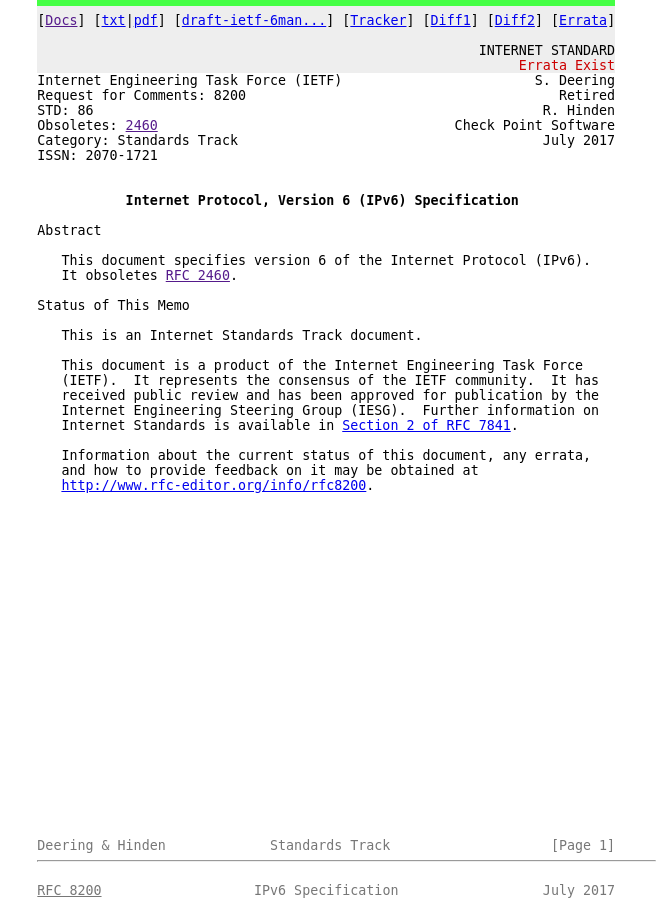 [Docs] [txt|pdf] [draft-ietf-6man...] [Tracker] [Diff1] [Diff2] [Errata]
INTERNET STANDARD
Errata Exist
Internet Engineering Task Force (IETF) S. Deering
Request for Comments: 8200 Retired
STD: 86 R. Hinden
Obsoletes: 2460 Check Point Software
Category: Standards Track July 2017
ISSN: 2070-1721
Internet Protocol, Version 6 (IPv6) Specification
Abstract
This document specifies version 6 of the Internet Protocol (IPv6).
It obsoletes RFC 2460.
Status of This Memo
This is an Internet Standards Track document.
This document is a product of the Internet Engineering Task Force
(IETF). It represents the consensus of the IETF community. It has
received public review and has been approved for publication by the
Internet Engineering Steering Group (IESG). Further information on
Internet Standards is available in Section 2 of RFC 7841.
Information about the current status of this document, any errata,
and how to provide feedback on it may be obtained at
http://www.rfc-editor.org/info/rfc8200.
Deering & Hinden Standards Track [Page 1]
RFC 8200 IPv6 Specification July 2017